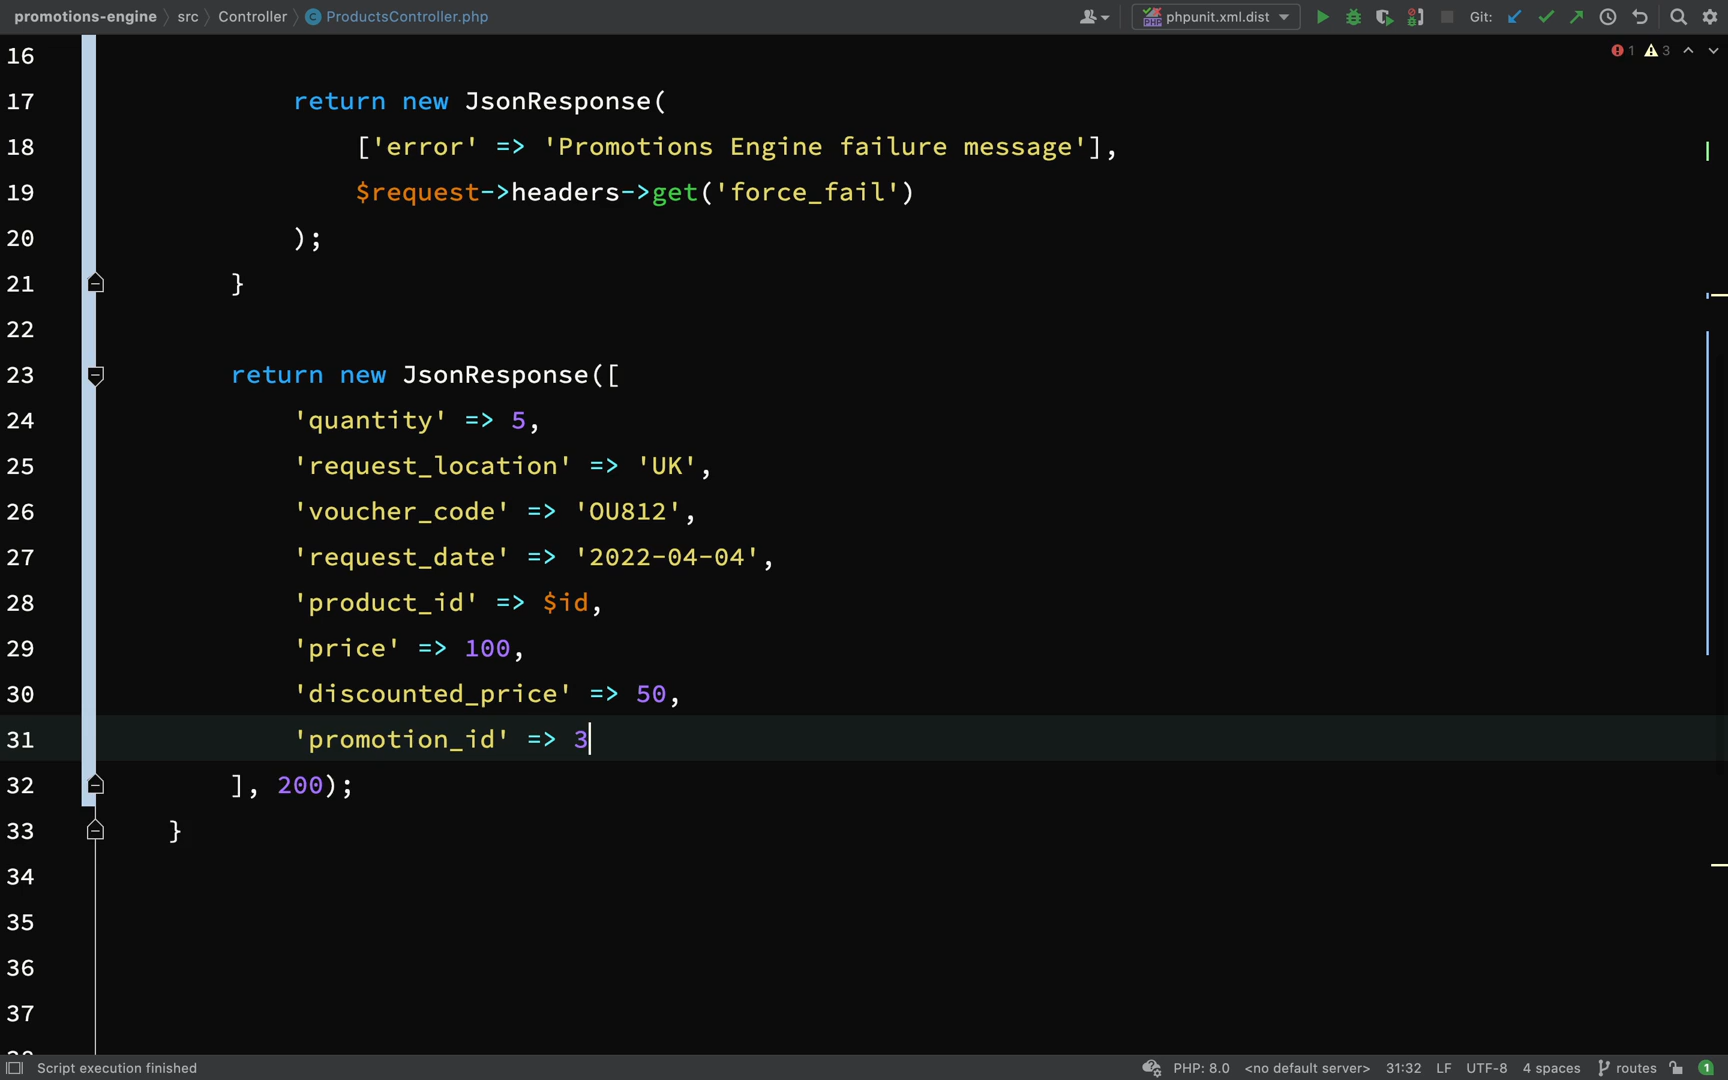 promotions-engine src Controller ProductsController.php phpunit.xml.dist Git:
1 3
16
17 return new JsonResponse(
18 ['error' => 'Promotions Engine failure message'],
19 $request->headers->get('force_fail')
20 );
21 }
22
23 return new JsonResponse([
24 'quantity' => 5,
25 'request_location' => 'UK',
26 'voucher_code' => 'OU812',
27 'request_date' => '2022-04-04',
28 'product_id' => $id,
29 'price' => 100,
30 'discounted_price' => 50,
31 'promotion_id' => 3
32 ], 200);
33 }
34
35
36
37
Script execution finished PHP: 8.0 <no default server> 31:32 LF UTF-8 4 spaces routes 1